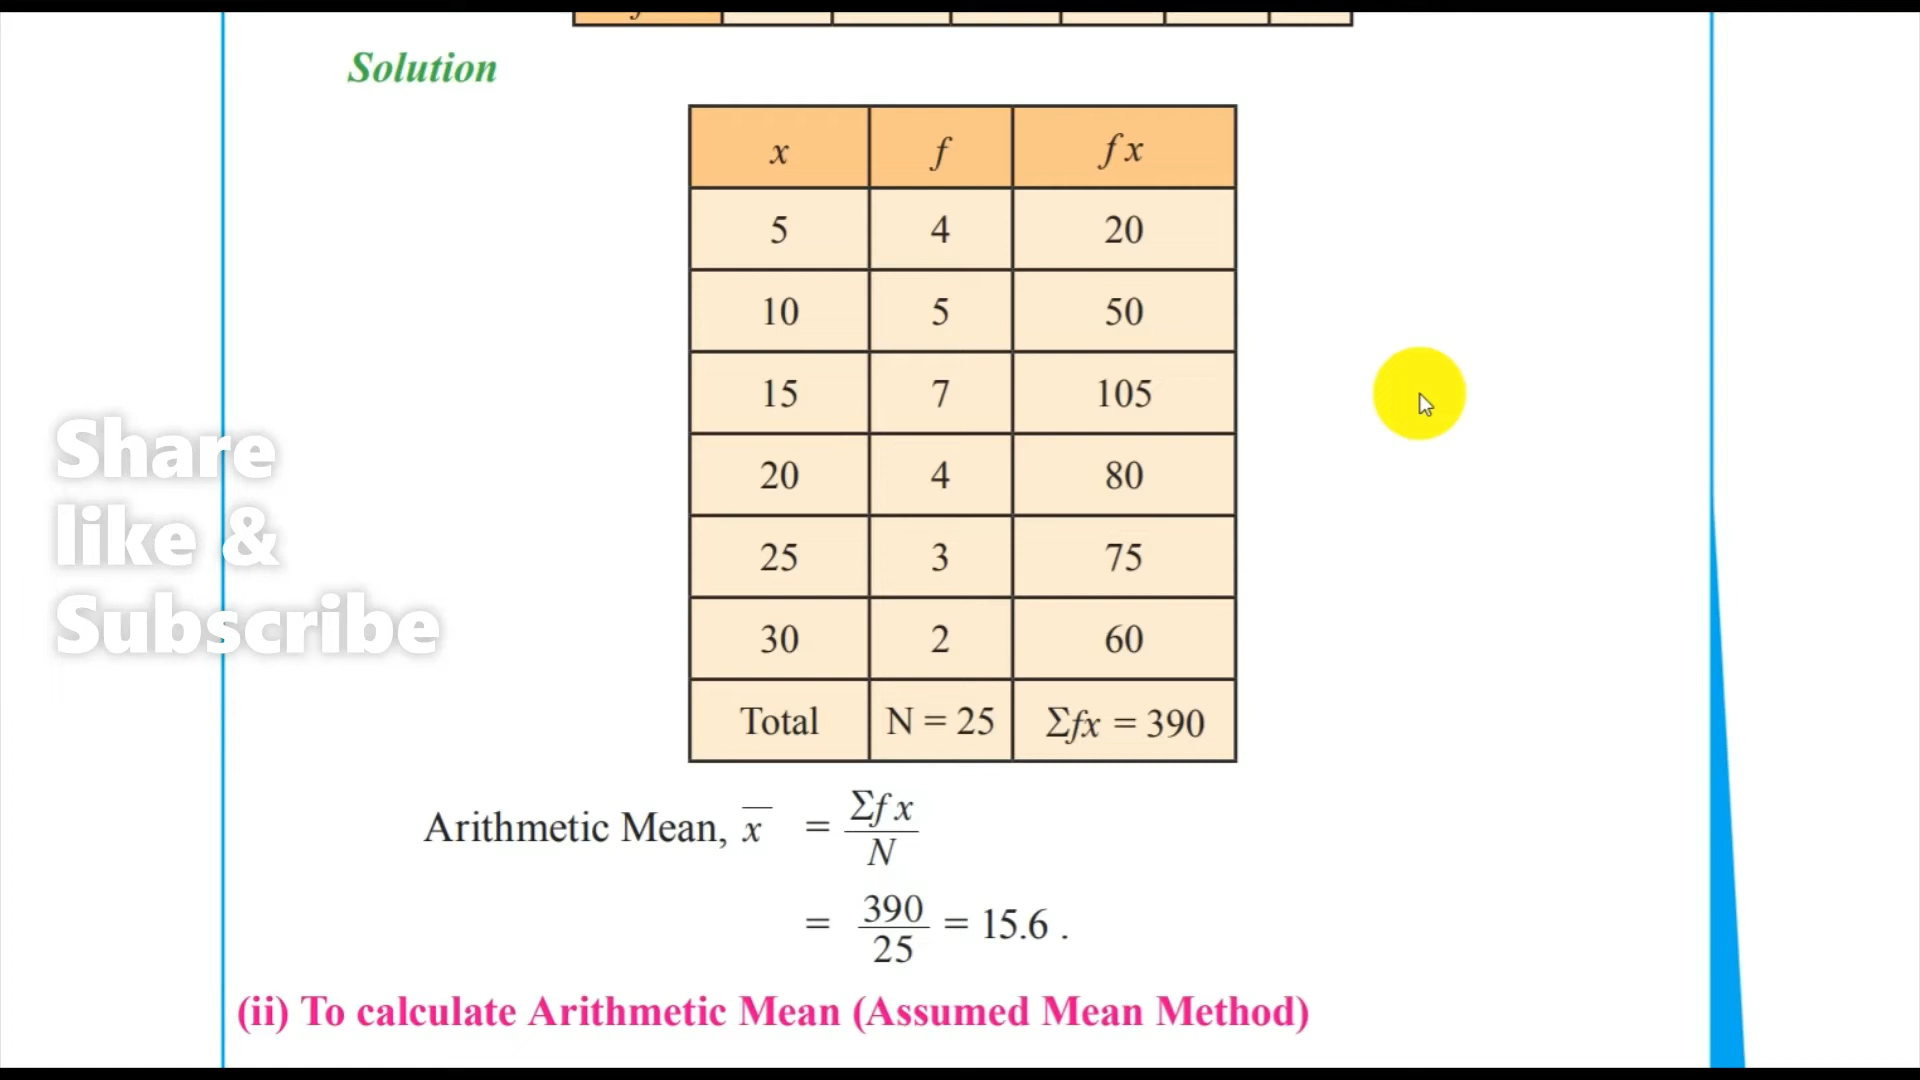 Solution
x f f x
5 4 20
10 5 50
15 7 105
20 4 80
25 3 75
30 2 60
Total N = 25 Σfx = 390
Arithmetic Mean, x̅ = Σf x / N
= 390 / 25 = 15.6 .
(ii) To calculate Arithmetic Mean (Assumed Mean Method)
Share
like &
Subscribe